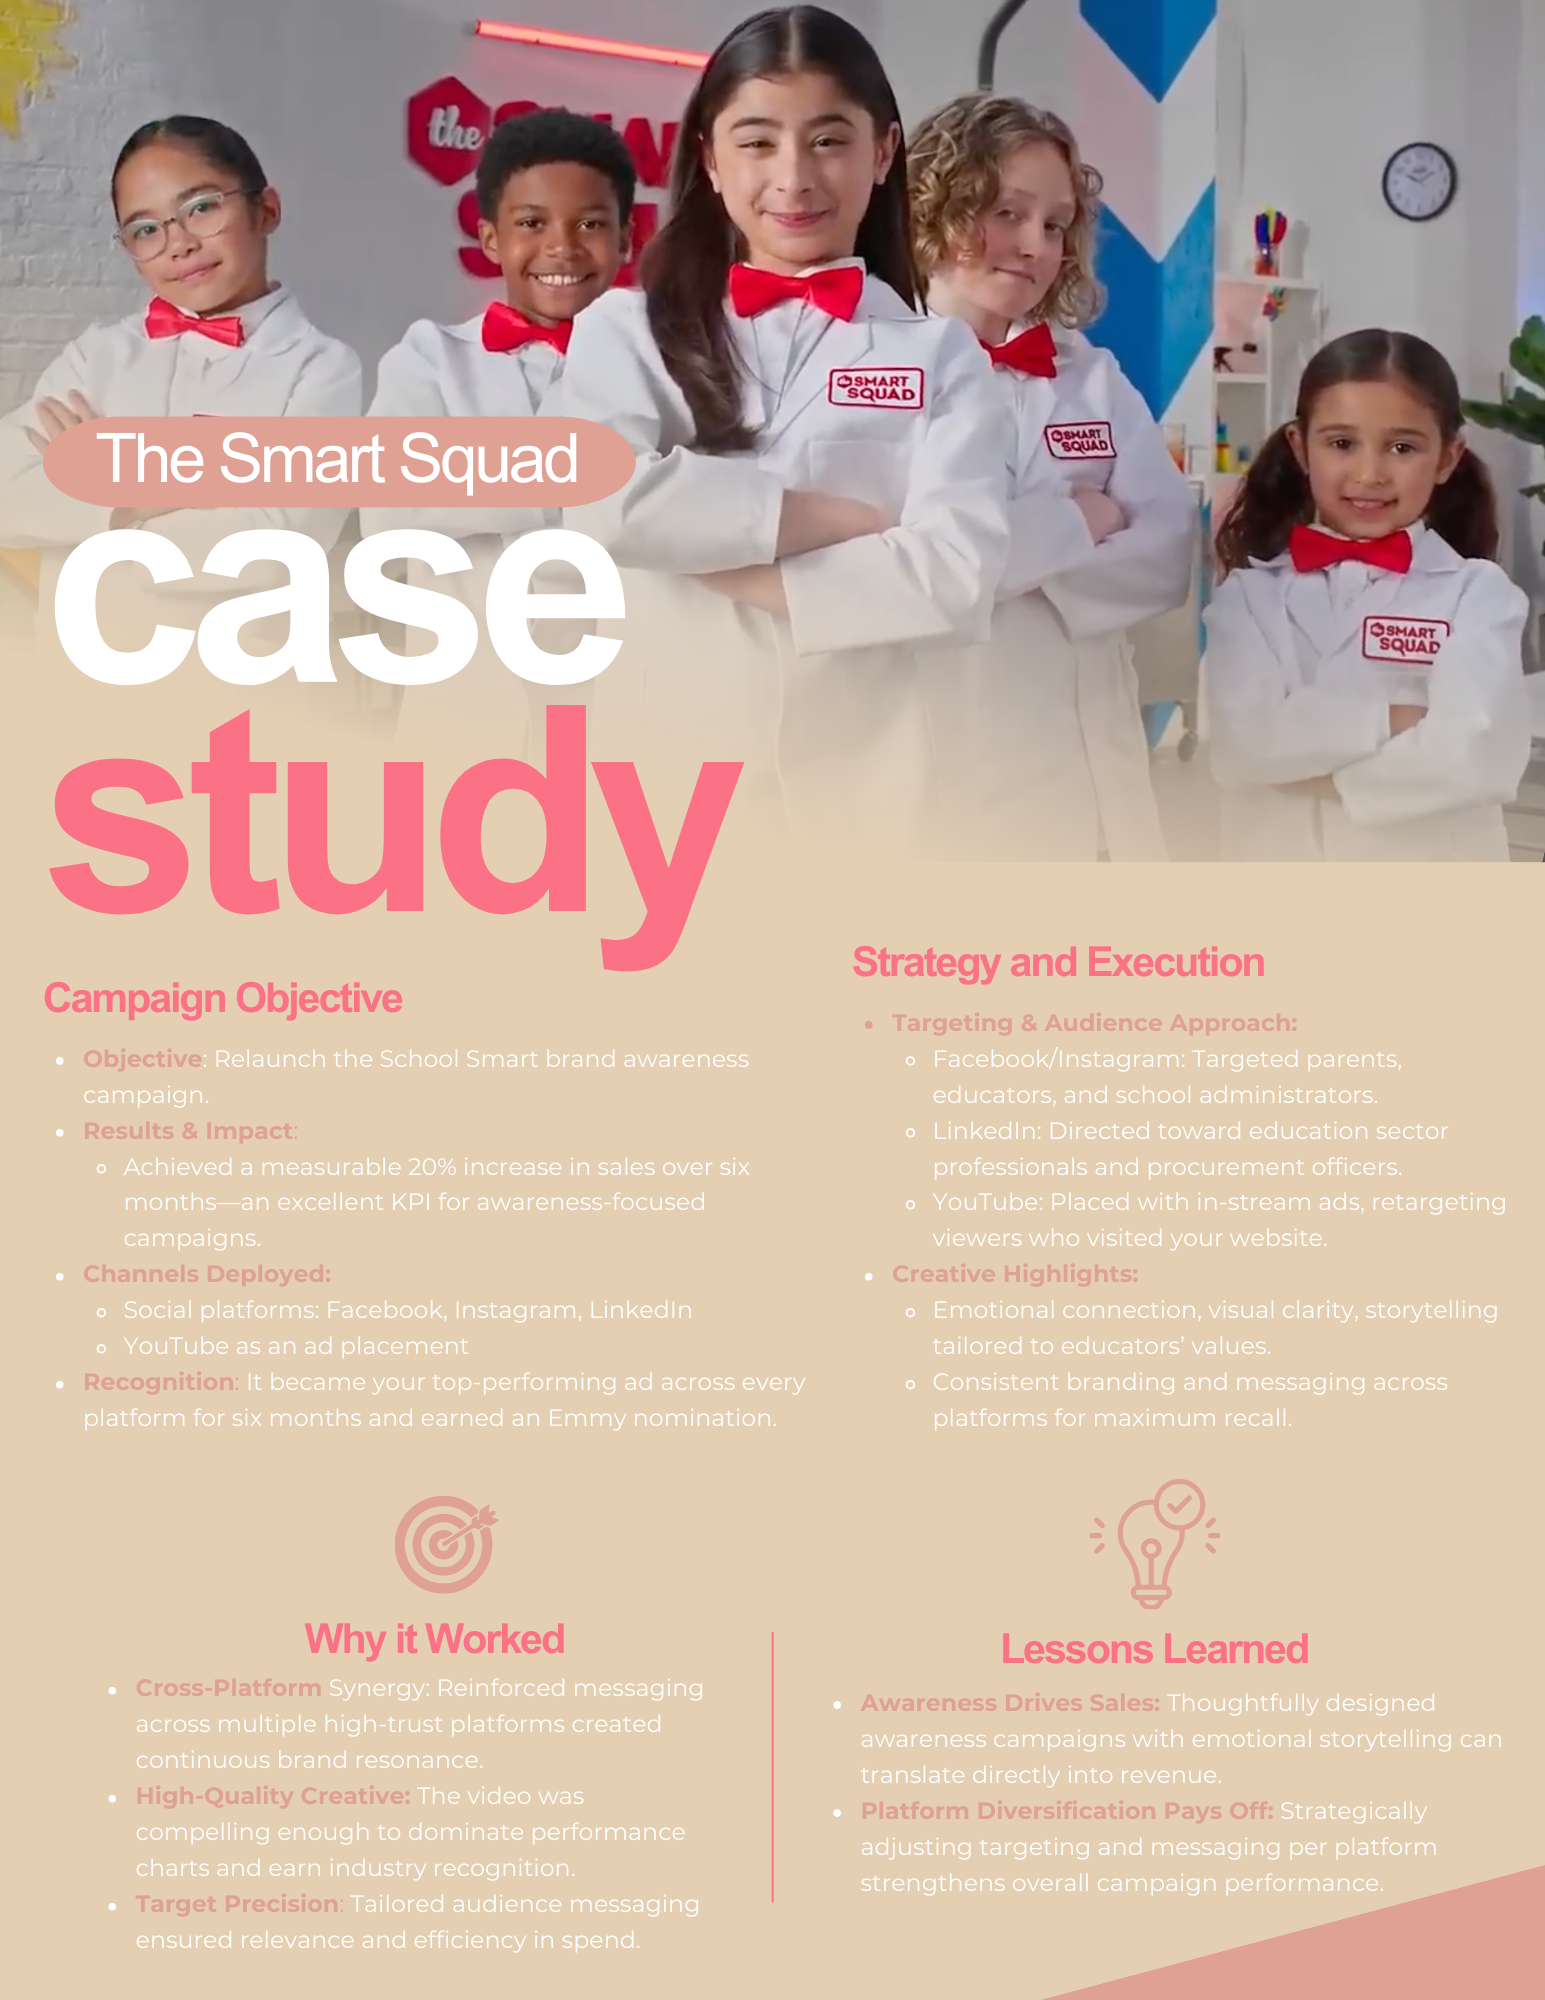 the
SMART
SQUAD
SMART
SQUAD
SMART
SQUAD
The Smart Squad
case
study
Campaign Objective
• Objective: Relaunch the School Smart brand awareness
campaign.
• Results & Impact:
◦ Achieved a measurable 20% increase in sales over six
months—an excellent KPI for awareness-focused
campaigns.
• Channels Deployed:
◦ Social platforms: Facebook, Instagram, LinkedIn
◦ YouTube as an ad placement
• Recognition: It became your top-performing ad across every
platform for six months and earned an Emmy nomination.
Strategy and Execution
• Targeting & Audience Approach:
◦ Facebook/Instagram: Targeted parents,
educators, and school administrators.
◦ LinkedIn: Directed toward education sector
professionals and procurement officers.
◦ YouTube: Placed with in-stream ads, retargeting
viewers who visited your website.
• Creative Highlights:
◦ Emotional connection, visual clarity, storytelling
tailored to educators’ values.
◦ Consistent branding and messaging across
platforms for maximum recall.
Why it Worked
• Cross-Platform Synergy: Reinforced messaging
across multiple high-trust platforms created
continuous brand resonance.
• High-Quality Creative: The video was
compelling enough to dominate performance
charts and earn industry recognition.
• Target Precision: Tailored audience messaging
ensured relevance and efficiency in spend.
Lessons Learned
• Awareness Drives Sales: Thoughtfully designed
awareness campaigns with emotional storytelling can
translate directly into revenue.
• Platform Diversification Pays Off: Strategically
adjusting targeting and messaging per platform
strengthens overall campaign performance.